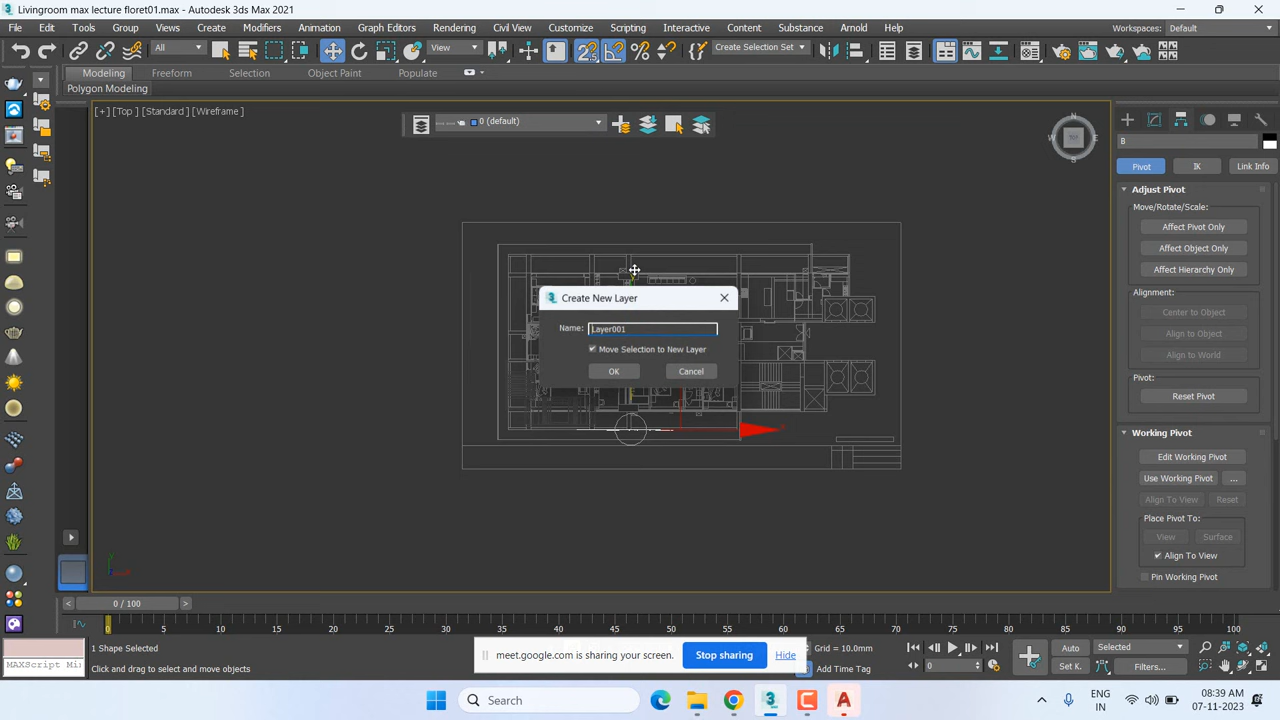 Livingroom max lecture floret01.max - Autodesk 3ds Max 2021
File Edit Tools Group Views Create Modifiers Animation Graph Editors Rendering Civil View Customize Scripting Interactive Content Substance Arnold Help Workspaces: Default
All View Create Selection Set
Modeling Freeform Selection Object Paint Populate
Polygon Modeling
[+] [Top ] [Standard ] [Wireframe ]
0 (default)
W E
S
B
Pivot IK Link Info
Adjust Pivot
Move/Rotate/Scale:
Affect Pivot Only
Affect Object Only
Affect Hierarchy Only
Alignment:
Center to Object
Align to Object
Align to World
Pivot:
Reset Pivot
Working Pivot
Edit Working Pivot
Use Working Pivot ...
Align To View Reset
Place Pivot To:
View Surface
Align To View
Pin Working Pivot
Create New Layer
Name: Layer001
Move Selection to New Layer
OK Cancel
< 0 / 100 >
0 5 10 15 20 25 30 35 40 45 50 55 60 65 70 75 80 85 90 95 100
1 Shape Selected
MAXScript Mi
Click and drag to select and move objects
meet.google.com is sharing your screen. Stop sharing Hide
Grid = 10.0mm
Add Time Tag
Auto Selected
Set K. Filters...
0
Search
ENG
IN
08:39 AM
07-11-2023